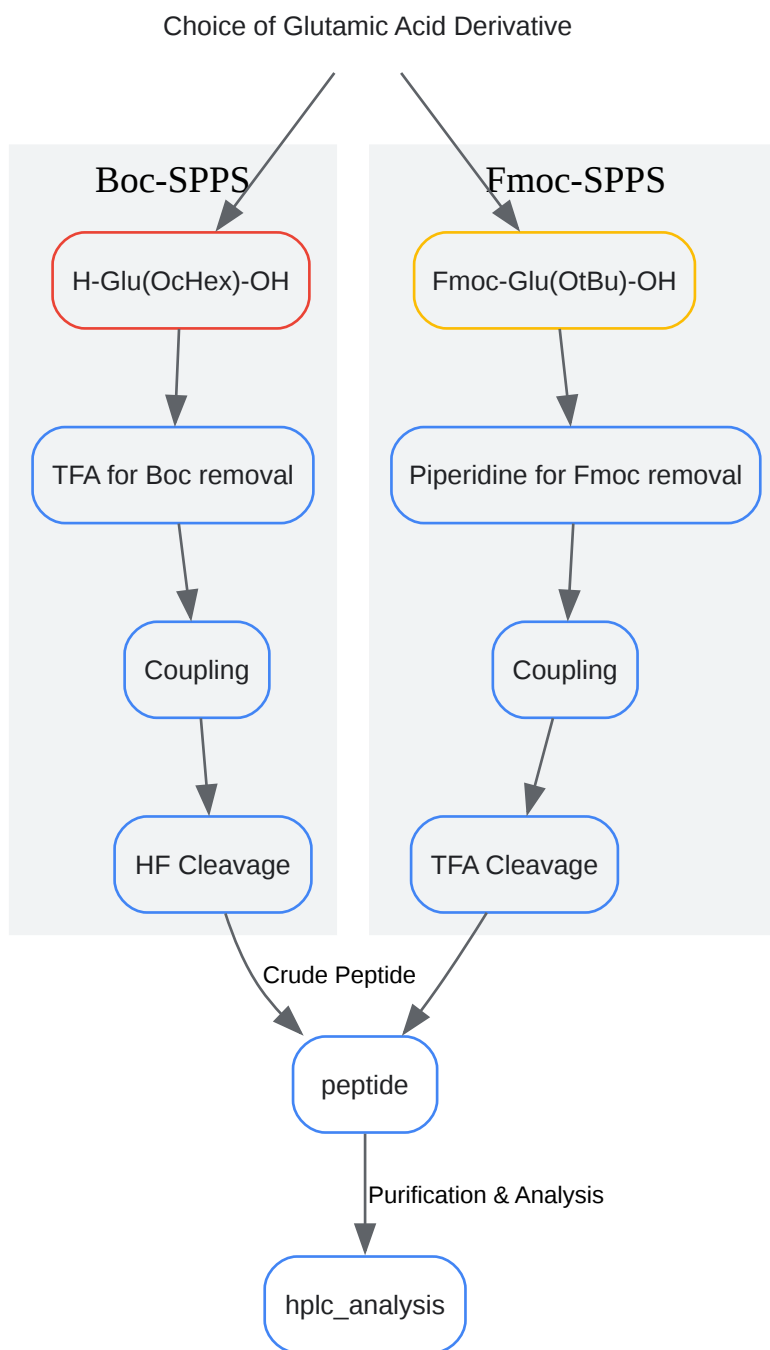 Choice of Glutamic Acid Derivative
Boc-SPPS
Fmoc-SPPS
H-Glu(OcHex)-OH
Fmoc-Glu(OtBu)-OH
TFA for Boc removal
Piperidine for Fmoc removal
Coupling
Coupling
HF Cleavage
TFA Cleavage
Crude Peptide
peptide
Purification & Analysis
hplc_analysis